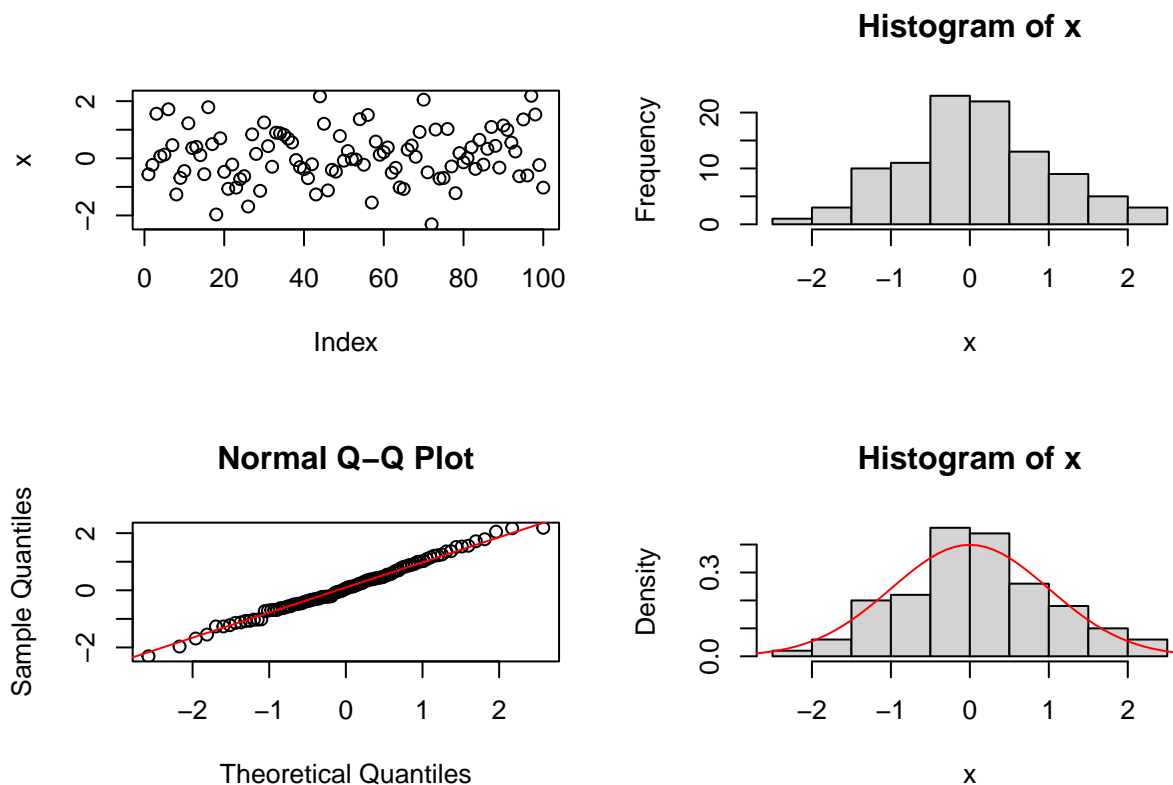 x
2
0
−2
0 20 40 60 80 100
Index
Histogram of x
Frequency
20
10
0
−2 −1 0 1 2
x
Normal Q−Q Plot
Sample Quantiles
2
0
−2
−2 −1 0 1 2
Theoretical Quantiles
Histogram of x
Density
0.3
0.0
−2 −1 0 1 2
x